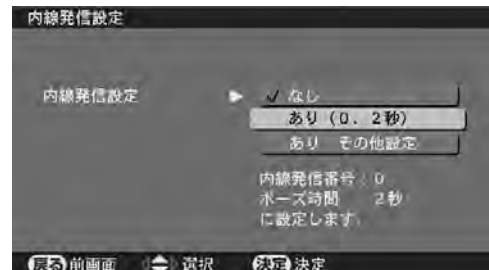 内線発信設定
内線発信設定 ▶ ✓ なし
あり（0、2秒）
あり その他設定
内線発信番号：0
ポーズ時間 2秒
に設定します。
戻る 前画面 選択 決定 決定